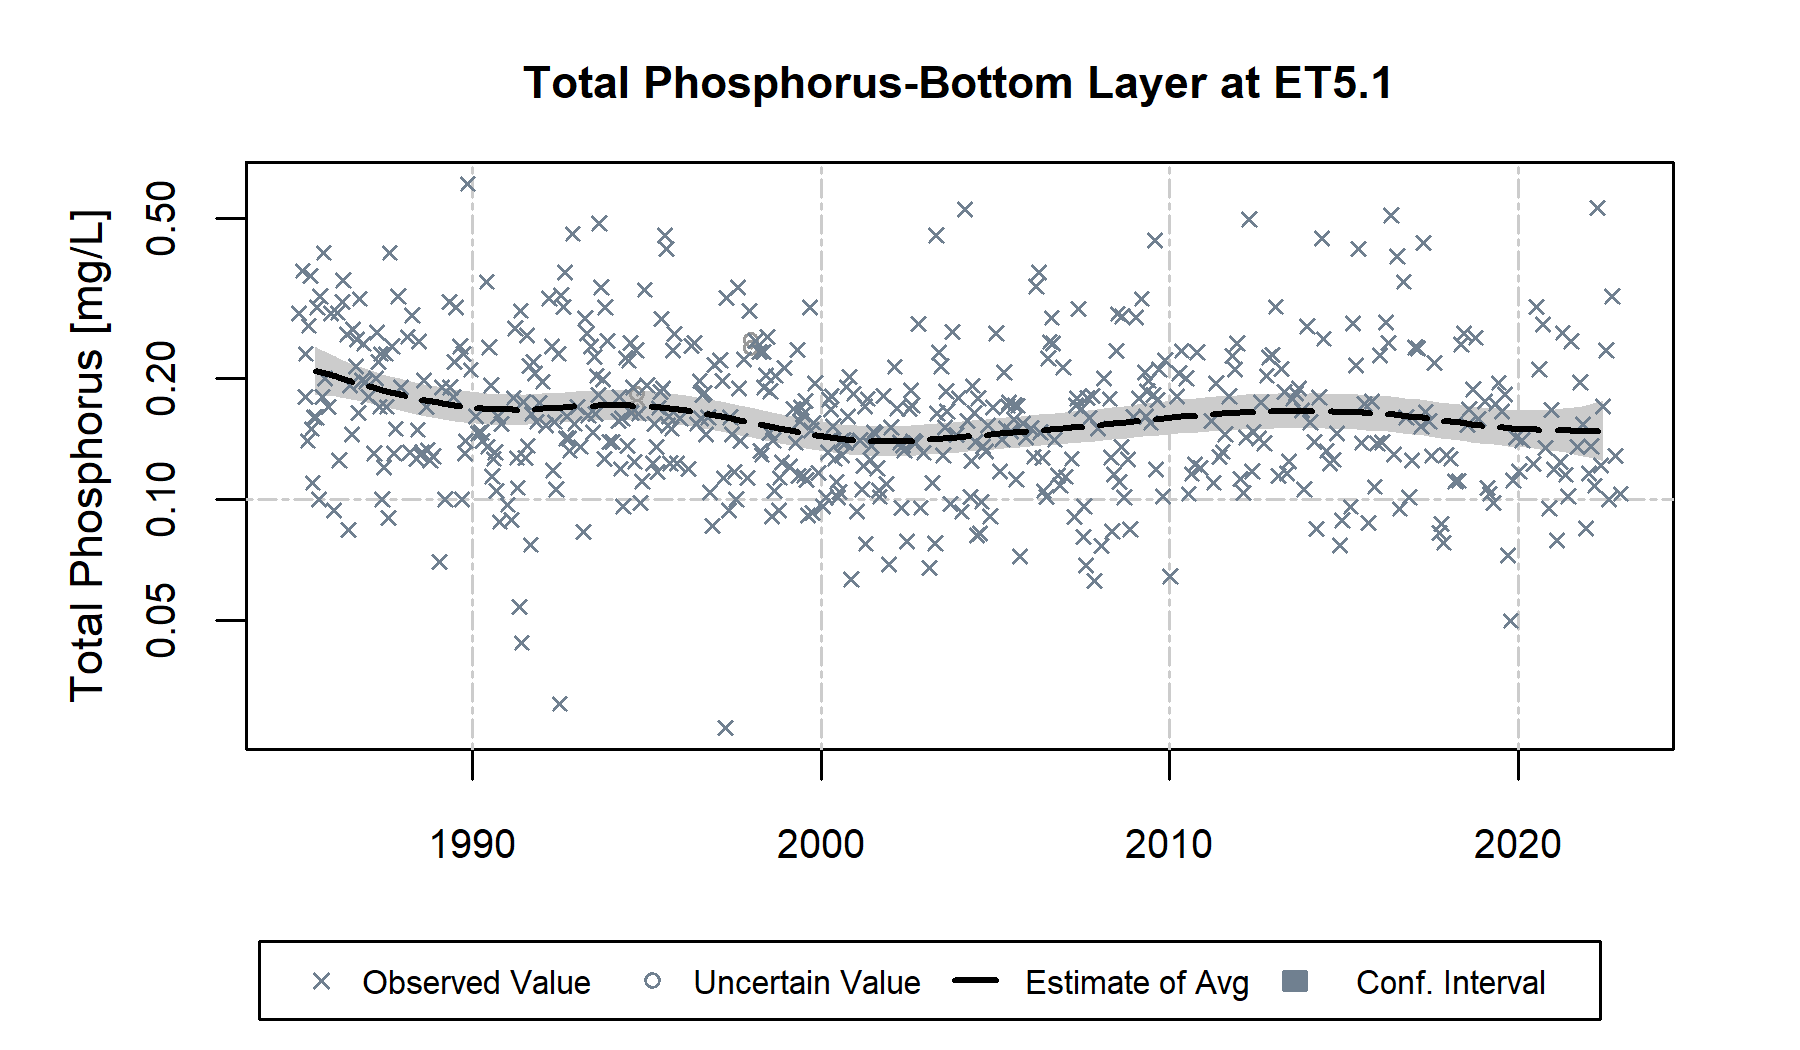 Total Phosphorus-Bottom Layer at ET5.1
Total Phosphorus [mg/L]
0.50
0.20
0.10
0.05
1990 2000 2010 2020
Observed Value Uncertain Value Estimate of Avg Conf. Interval